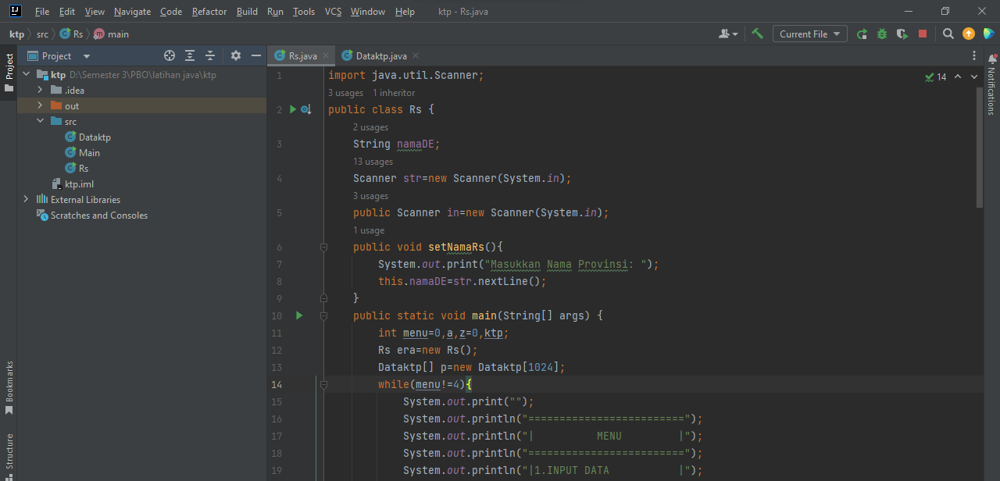 File Edit View Navigate Code Refactor Build Run Tools VCS Window Help ktp - Rs.java
ktp src Rs main Current File
Project
Project
ktp D:\Semester 3\PBO\latihan java\ktp
.idea
out
src
Dataktp
Main
Rs
ktp.iml
External Libraries
Scratches and Consoles
Bookmarks
Structure
Rs.java Dataktp.java
14
Notifications
1 import java.util.Scanner;
3 usages 1 inheritor
2 public class Rs {
2 usages
3 String namaDE;
13 usages
4 Scanner str=new Scanner(System.in);
3 usages
5 public Scanner in=new Scanner(System.in);
1 usage
6 public void setNamaRs(){
7 System.out.print("Masukkan Nama Provinsi: ");
8 this.namaDE=str.nextLine();
9 }
10 public static void main(String[] args) {
11 int menu=0,a,z=0,ktp;
12 Rs era=new Rs();
13 Dataktp[] p=new Dataktp[1024];
14 while(menu!=4){
15 System.out.print("");
16 System.out.println("=========================");
17 System.out.println("|          MENU         |");
18 System.out.println("=========================");
19 System.out.println("|1.INPUT DATA           |");